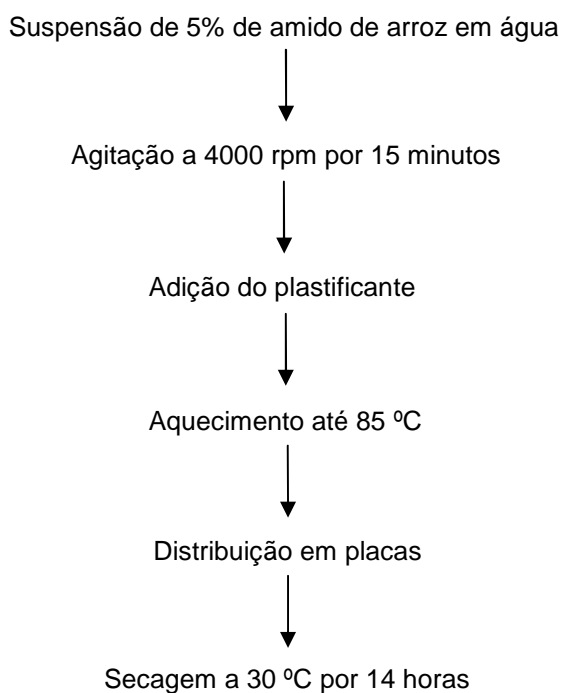 Suspensão de 5% de amido de arroz em água
Agitação a 4000 rpm por 15 minutos
Adição do plastificante
Aquecimento até 85 ºC
Distribuição em placas
Secagem a 30 ºC por 14 horas